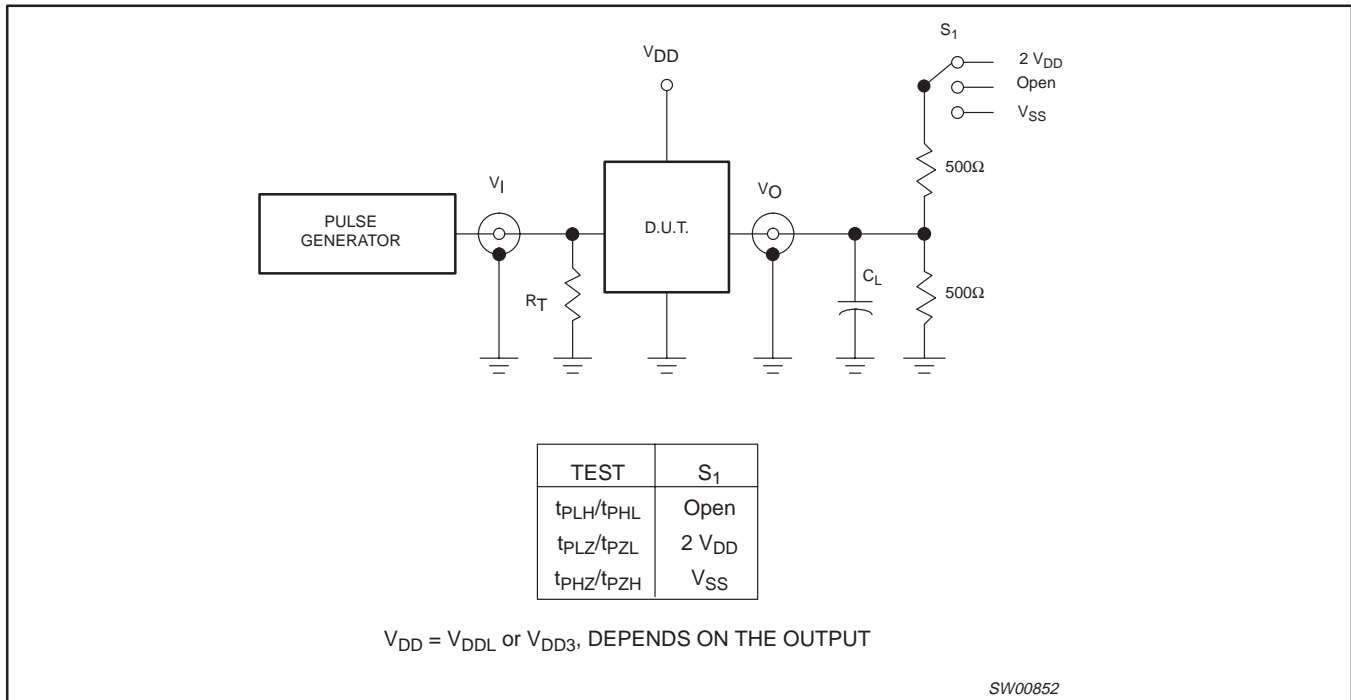 S1
2 VDD
Open
VSS
VDD
500Ω
VI
VO
PULSE
GENERATOR
D.U.T.
RT
CL
500Ω
TEST S1
tPLH/tPHL Open
tPLZ/tPZL 2 VDD
tPHZ/tPZH VSS
VDD = VDDL or VDD3, DEPENDS ON THE OUTPUT
SW00852